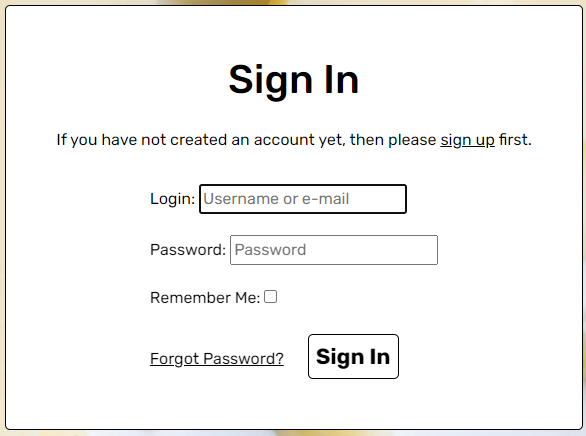 Sign In
If you have not created an account yet, then please sign up first.
Login: Username or e-mail
Password: Password
Remember Me:
Forgot Password? Sign In